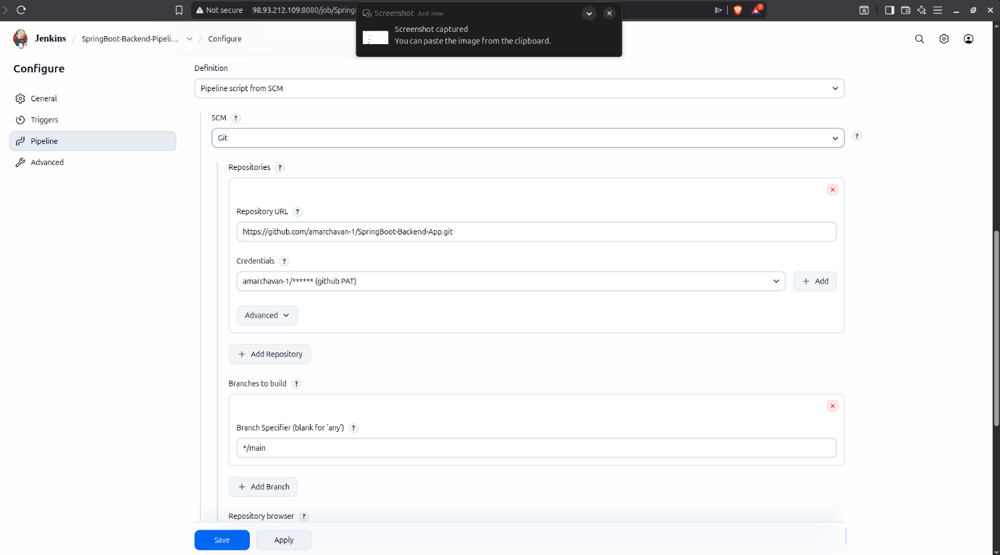 Not secure 98.93.212.109:8080/job/Spring
Screenshot Just now
Screenshot captured
You can paste the image from the clipboard.
Jenkins / SpringBoot-Backend-Pipeli... / Configure
Configure
General
Triggers
Pipeline
Advanced
Definition
Pipeline script from SCM
SCM ?
Git
?
Repositories ?
Repository URL ?
https://github.com/amarchavan-1/SpringBoot-Backend-App.git
Credentials ?
amarchavan-1/****** (github PAT)
+ Add
Advanced
+ Add Repository
Branches to build ?
Branch Specifier (blank for 'any') ?
*/main
+ Add Branch
Repository browser ?
Save
Apply